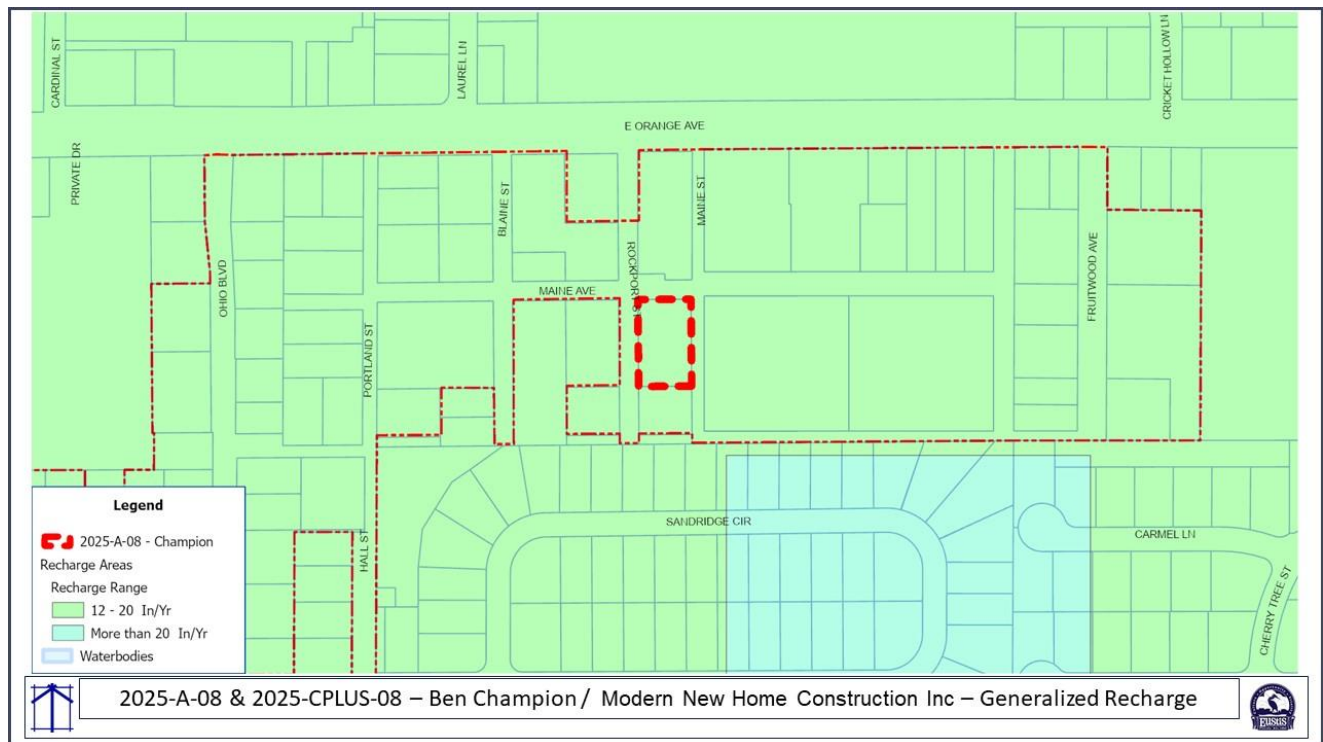 CARDINAL ST
LAUREL LN
CRICKET HOLLOW LN
E ORANGE AVE
PRIVATE DR
BLAINE ST
MAINE ST
ROCKPORT ST
OHIO BLVD
MAINE AVE
FRUITWOOD AVE
PORTLAND ST
SANDRIDGE CIR
CARMEL LN
HALL ST
CHERRY TREE ST
Legend
2025-A-08 - Champion
Recharge Areas
Recharge Range
12 - 20 In/Yr
More than 20 In/Yr
Waterbodies
2025-A-08 & 2025-CPLUS-08 – Ben Champion / Modern New Home Construction Inc – Generalized Recharge
Eustis